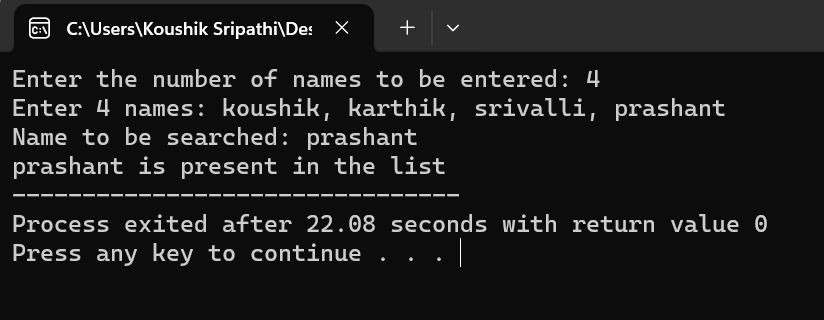 C:\Users\Koushik Sripathi\Des
Enter the number of names to be entered: 4
Enter 4 names: koushik, karthik, srivalli, prashant
Name to be searched: prashant
prashant is present in the list
--------------------------------
Process exited after 22.08 seconds with return value 0
Press any key to continue . . .